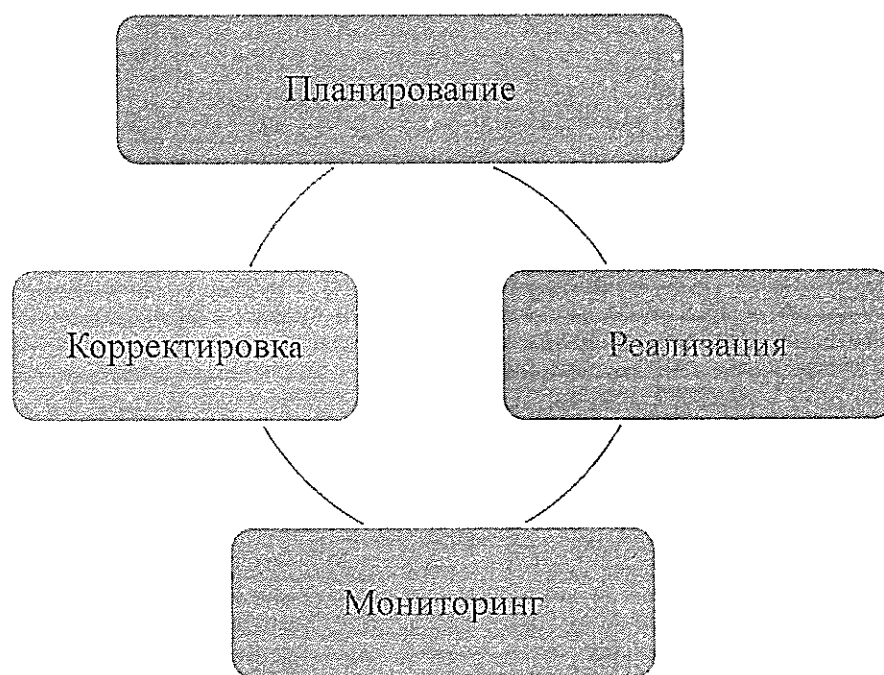 Планирование
Корректировка
Реализация
Мониторинг